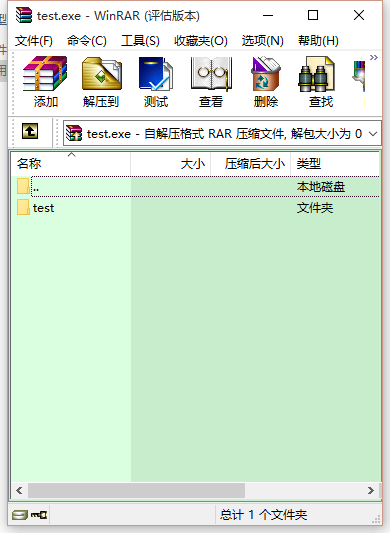 test.exe - WinRAR (评估版本)
文件(F) 命令(C) 工具(S) 收藏夹(O) 选项(N) 帮助(H)
添加 解压到 测试 查看 删除 查找
test.exe - 自解压格式 RAR 压缩文件, 解包大小为 0
名称 大小 压缩后大小 类型
.. 本地磁盘
test 文件夹
总计 1 个文件夹